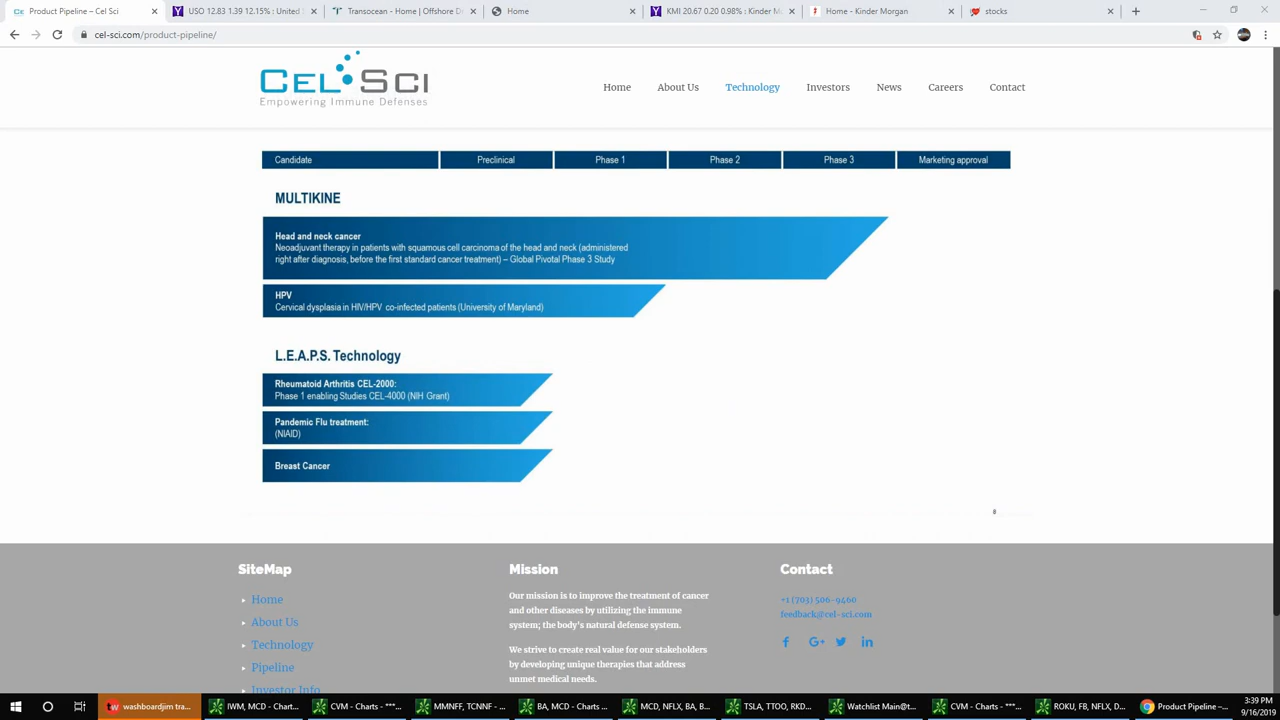 Product Pipeline – Cel Sci
USO 12.83 1.39 12.15% : United S
Transocean - Home|Offshore D
World
KMI 20.67 0.20 0.98% : Kinder M
Home - Kinder Morgan
stocks
cel-sci.com/product-pipeline/
CEL SCI
Empowering Immune Defenses
Home
About Us
Technology
Investors
News
Careers
Contact
Candidate
Preclinical
Phase 1
Phase 2
Phase 3
Marketing approval
MULTIKINE
Head and neck cancer
Neoadjuvant therapy in patients with squamous cell carcinoma of the head and neck (administered
right after diagnosis, before the first standard cancer treatment) – Global Pivotal Phase 3 Study
HPV
Cervical dysplasia in HIV/HPV co-infected patients (University of Maryland)
L.E.A.P.S. Technology
Rheumatoid Arthritis CEL-2000:
Phase 1 enabling Studies CEL-4000 (NIH Grant)
Pandemic Flu treatment:
(NIAID)
Breast Cancer
8
SiteMap
Home
About Us
Technology
Pipeline
Investor Info
Mission
Our mission is to improve the treatment of cancer
and other diseases by utilizing the immune
system; the body's natural defense system.
We strive to create real value for our stakeholders
by developing unique therapies that address
unmet medical needs.
Contact
+1 (703) 506-9460
feedback@cel-sci.com
washboardjim tra...
IWM, MCD - Chart...
CVM - Charts - ***...
MMNFF, TCNNF - ...
BA, MCD - Charts ...
MCD, NFLX, BA, B...
TSLA, TTOO, RKD...
Watchlist Main@t...
CVM - Charts - ***...
ROKU, FB, NFLX, D...
Product Pipeline –...
3:39 PM
9/16/2019